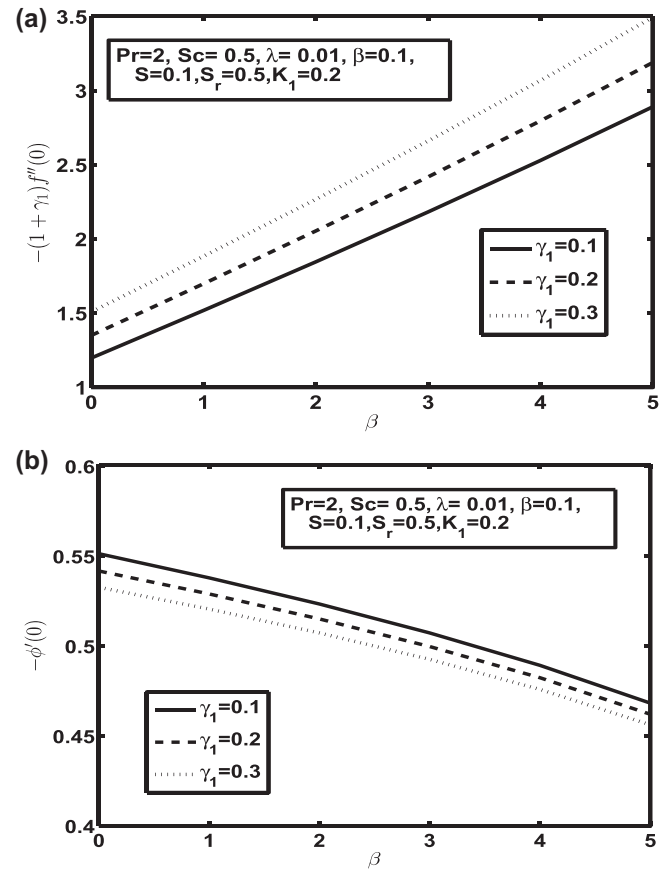 (a)
3.5
3
2.5
2
1.5
1
−(1 + γ₁)f''(0)
Pr=2, Sc= 0.5, λ= 0.01, β=0.1,
S=0.1,Sᵣ=0.5,K₁=0.2
γ₁=0.1
γ₁=0.2
γ₁=0.3
0 1 2 3 4 5
β
(b)
0.6
0.55
0.5
0.45
0.4
−ϕ'(0)
Pr=2, Sc= 0.5, λ= 0.01, β=0.1,
S=0.1,Sᵣ=0.5,K₁=0.2
γ₁=0.1
γ₁=0.2
γ₁=0.3
0 1 2 3 4 5
β